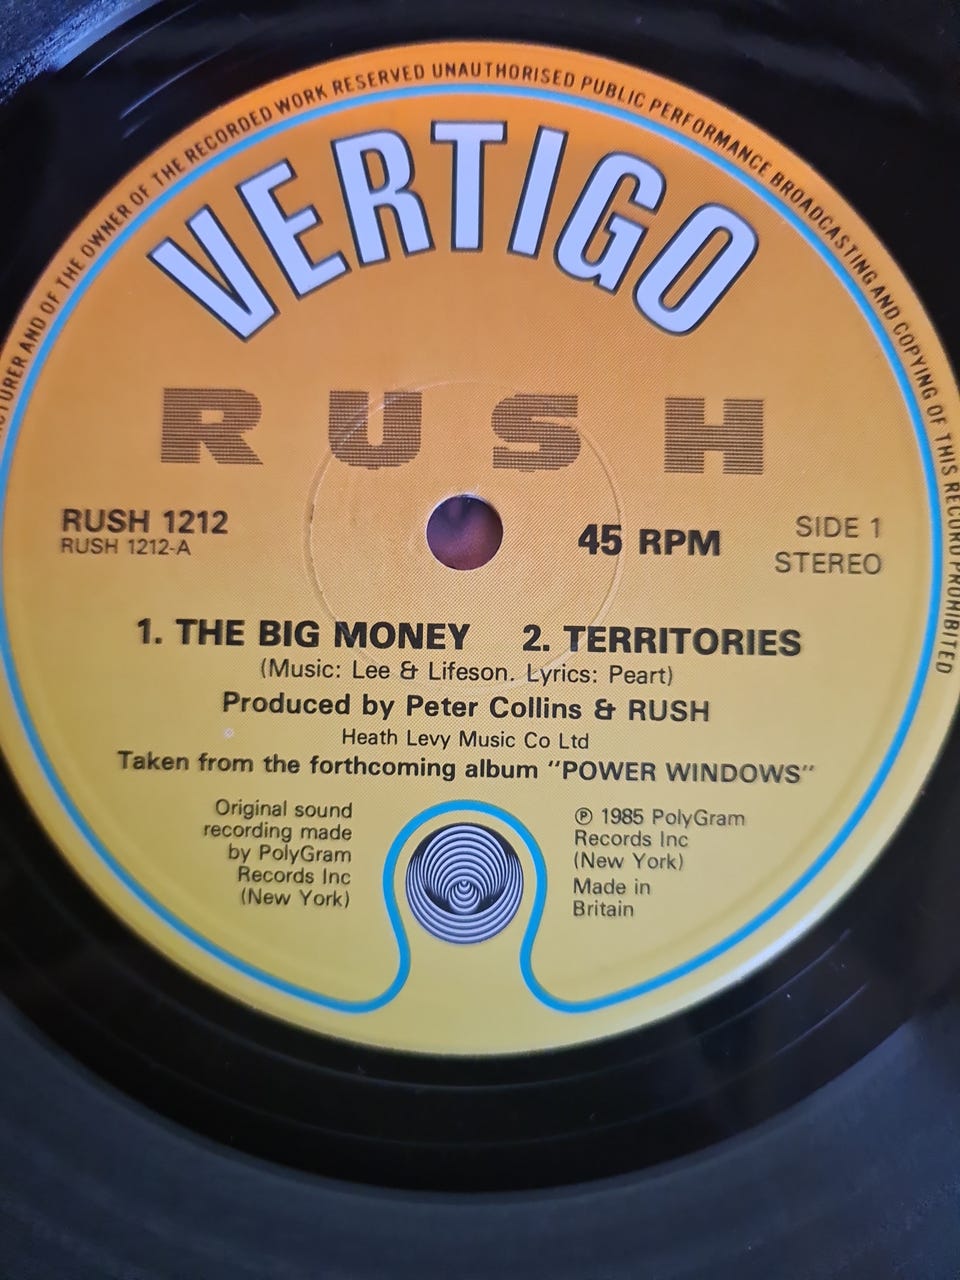 CTURER AND OF THE OWNER OF THE RECORDED WORK RESERVED UNAUTHORISED PUBLIC PERFORMANCE BROADCASTING AND COPYING OF THIS RECORD PROHIBITED
VERTIGO
RUSH
RUSH 1212
RUSH 1212-A
45 RPM
SIDE 1
STEREO
1. THE BIG MONEY 2. TERRITORIES
(Music: Lee & Lifeson. Lyrics: Peart)
Produced by Peter Collins & RUSH
Heath Levy Music Co Ltd
Taken from the forthcoming album "POWER WINDOWS"
Original sound
recording made
by PolyGram
Records Inc
(New York)
℗ 1985 PolyGram
Records Inc
(New York)
Made in
Britain